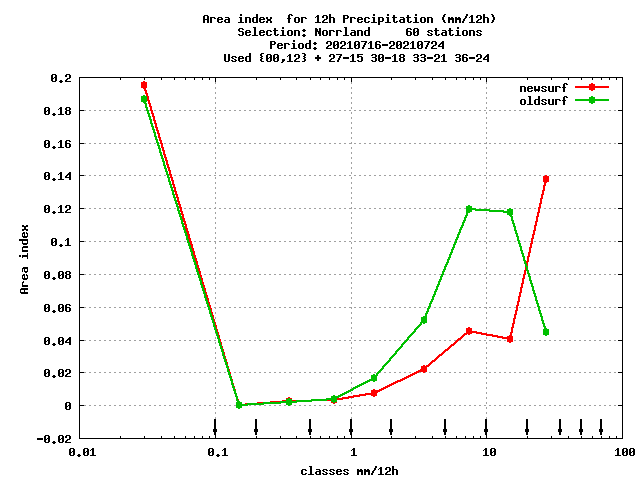 Area index  for 12h Precipitation (mm/12h)
Selection: Norrland     60 stations
Period: 20210716-20210724
Used {00,12} + 27-15 30-18 33-21 36-24
newsurf
oldsurf
0.2
0.18
0.16
0.14
0.12
0.1
0.08
0.06
0.04
0.02
0
-0.02
Area index
0.01 0.1 1 10 100
classes mm/12h